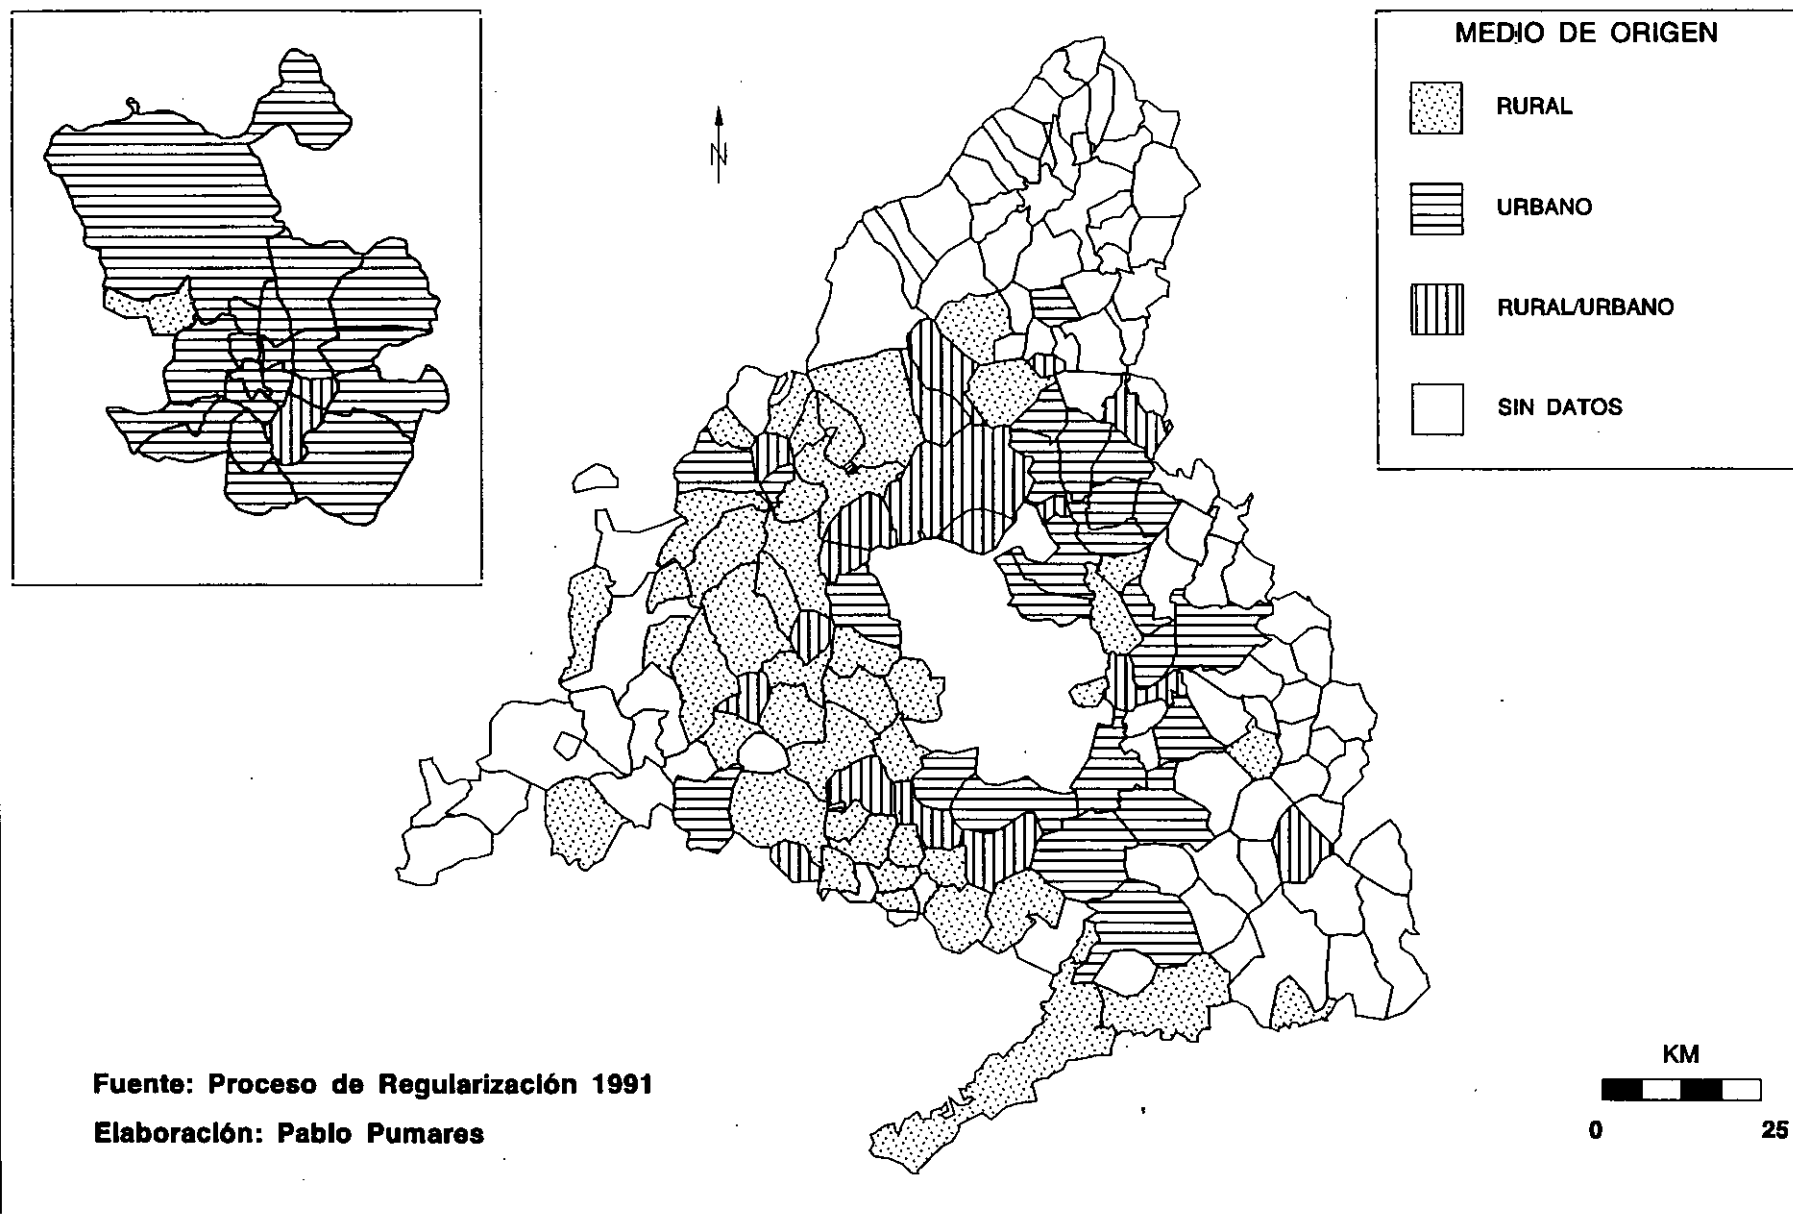 MEDIO DE ORIGEN
RURAL
URBANO
RURAL/URBANO
SIN DATOS
N
Fuente: Proceso de Regularización 1991
Elaboración: Pablo Pumares
KM
0 25